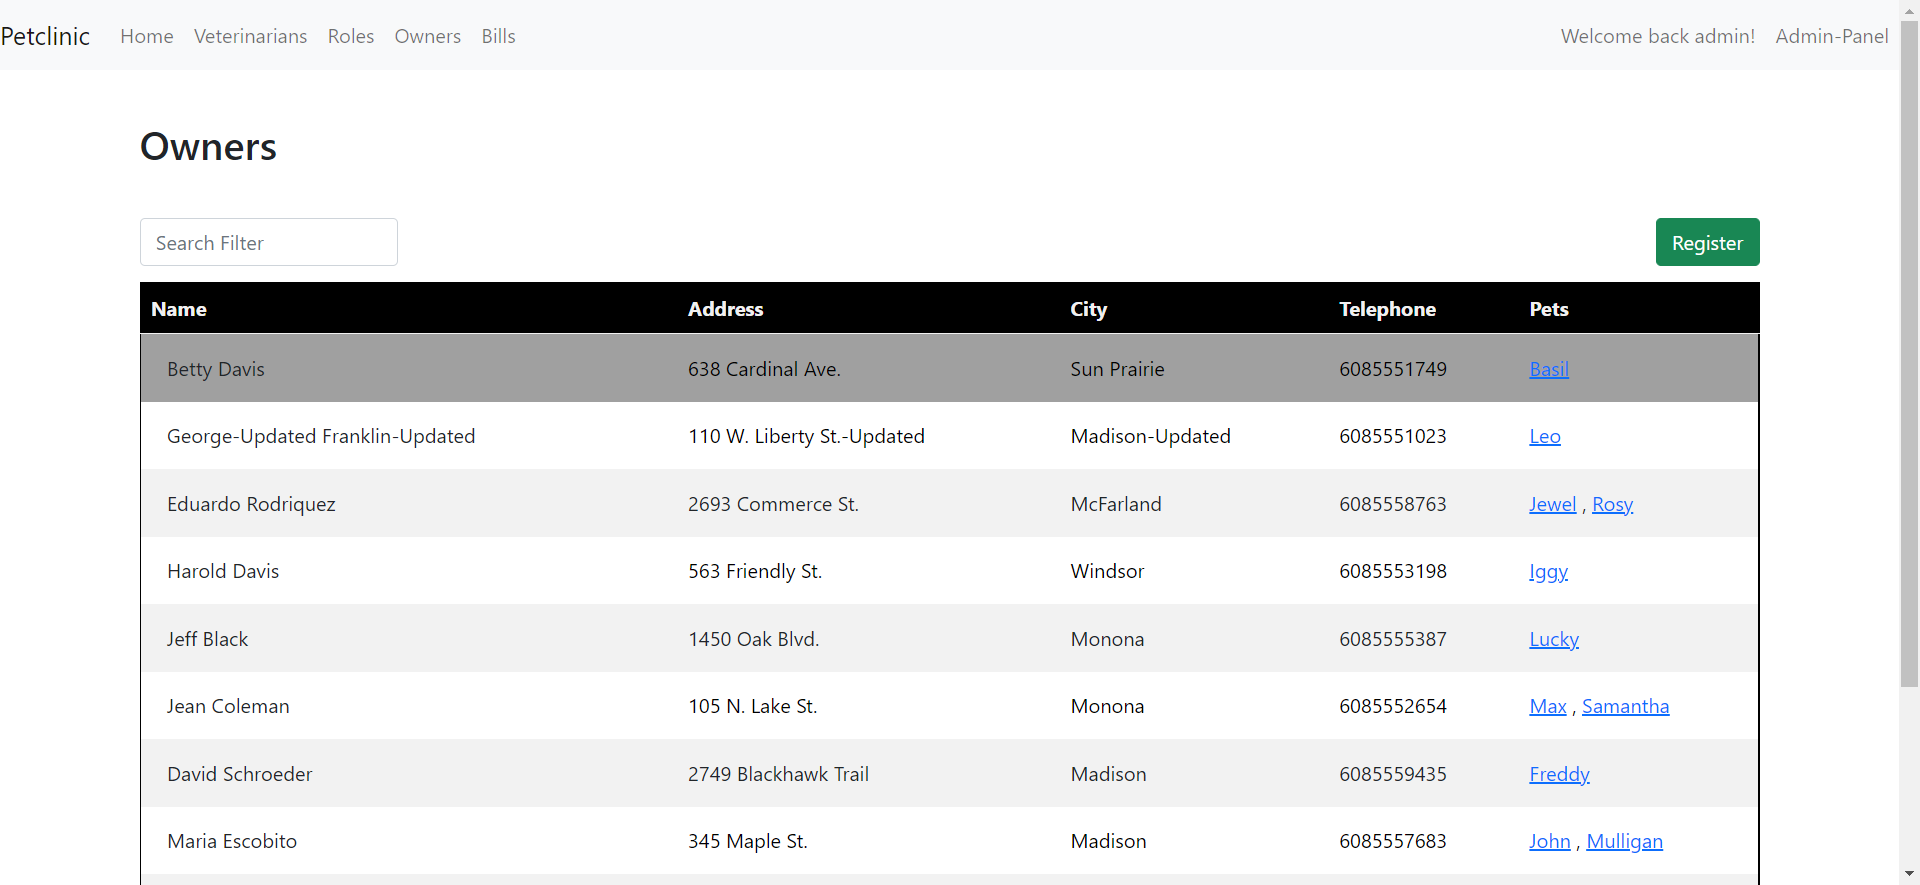 Petclinic Home Veterinarians Roles Owners Bills Welcome back admin! Admin-Panel
Owners
Search Filter Register
Name Address City Telephone Pets
Betty Davis 638 Cardinal Ave. Sun Prairie 6085551749 Basil
George-Updated Franklin-Updated 110 W. Liberty St.-Updated Madison-Updated 6085551023 Leo
Eduardo Rodriquez 2693 Commerce St. McFarland 6085558763 Jewel , Rosy
Harold Davis 563 Friendly St. Windsor 6085553198 Iggy
Jeff Black 1450 Oak Blvd. Monona 6085555387 Lucky
Jean Coleman 105 N. Lake St. Monona 6085552654 Max , Samantha
David Schroeder 2749 Blackhawk Trail Madison 6085559435 Freddy
Maria Escobito 345 Maple St. Madison 6085557683 John , Mulligan